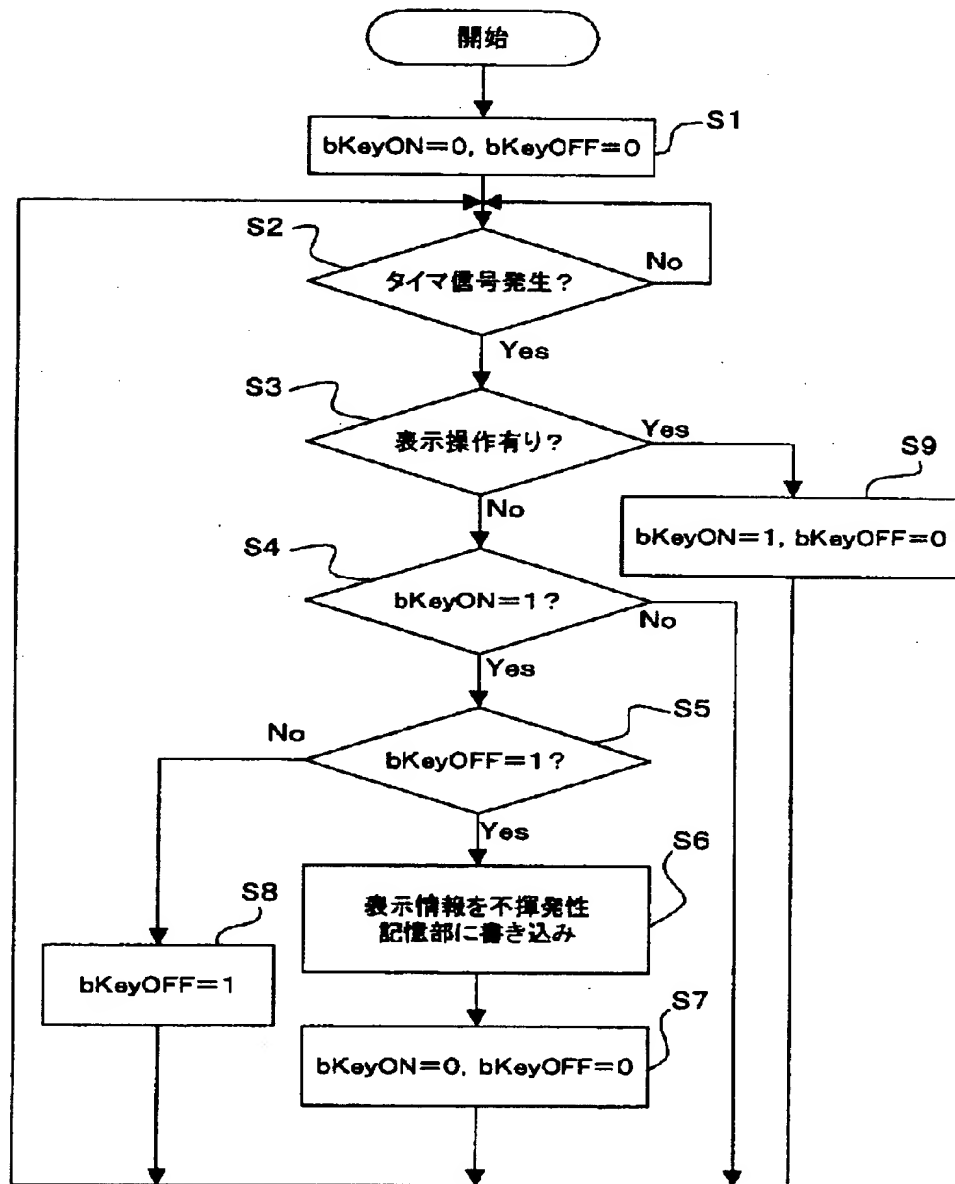 開始
S1
bKeyON=0, bKeyOFF=0
S2
タイマ信号発生?
No
Yes
S3
表示操作有り?
Yes
S9
No
bKeyON=1, bKeyOFF=0
S4
bKeyON=1?
No
Yes
S5
No
bKeyOFF=1?
Yes
S6
表示情報を不揮発性
記憶部に書き込み
S8
bKeyOFF=1
S7
bKeyON=0, bKeyOFF=0